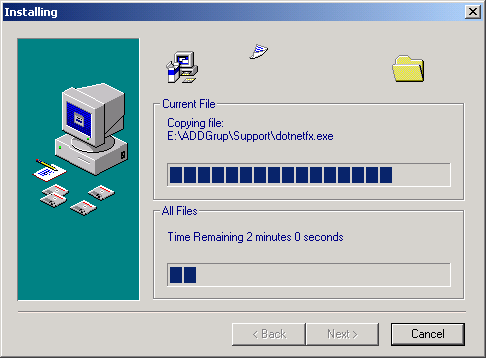 Installing
Current File
Copying file:
E:\ADDGrup\Support\dotnetfx.exe
All Files
Time Remaining 2 minutes 0 seconds
< Back
Next >
Cancel